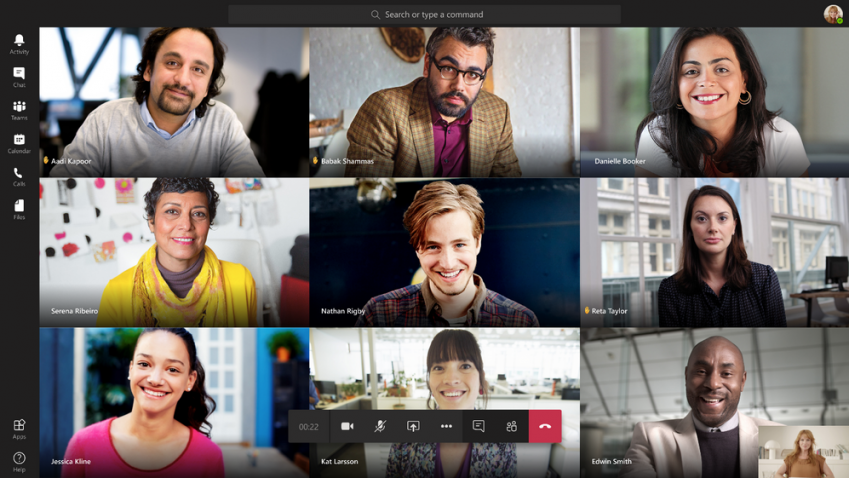 Search or type a command
Activity
Chat
Teams
Calendar
Calls
Files
Aadi Kapoor
Babak Shammas
Danielle Booker
Serena Ribeiro
Nathan Rigby
Reta Taylor
00:22
Jessica Kline
Kat Larsson
Edwin Smith
Apps
Help